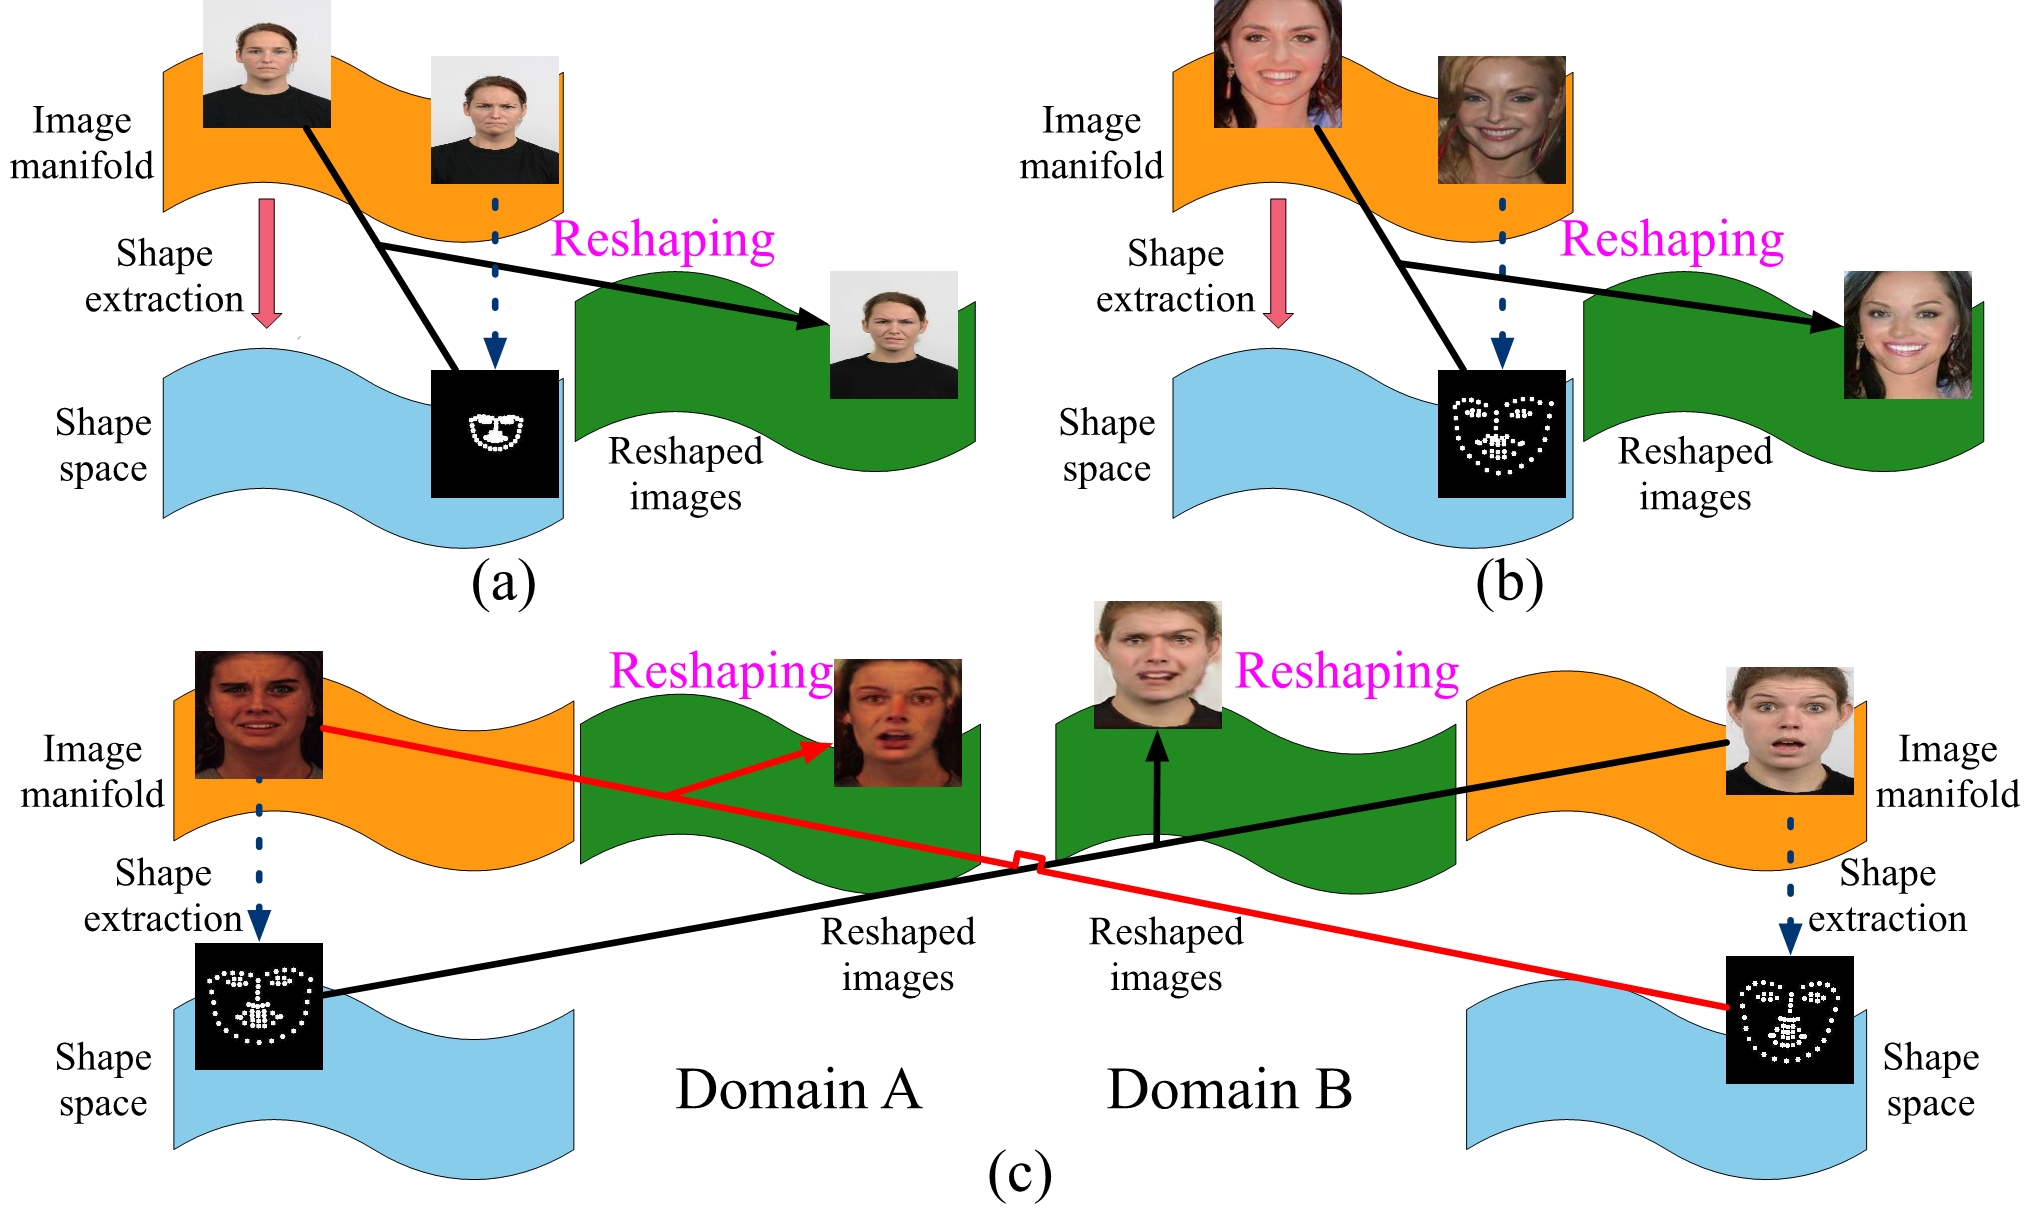 Image
manifold
Shape
extraction
Reshaping
Shape
space
Reshaped
images
(a)
Image
manifold
Shape
extraction
Reshaping
Shape
space
Reshaped
images
(b)
Image
manifold
Reshaping
Reshaping
Image
manifold
Shape
extraction
Reshaped
images
Reshaped
images
Shape
extraction
Shape
space
Domain A
Domain B
Shape
space
(c)